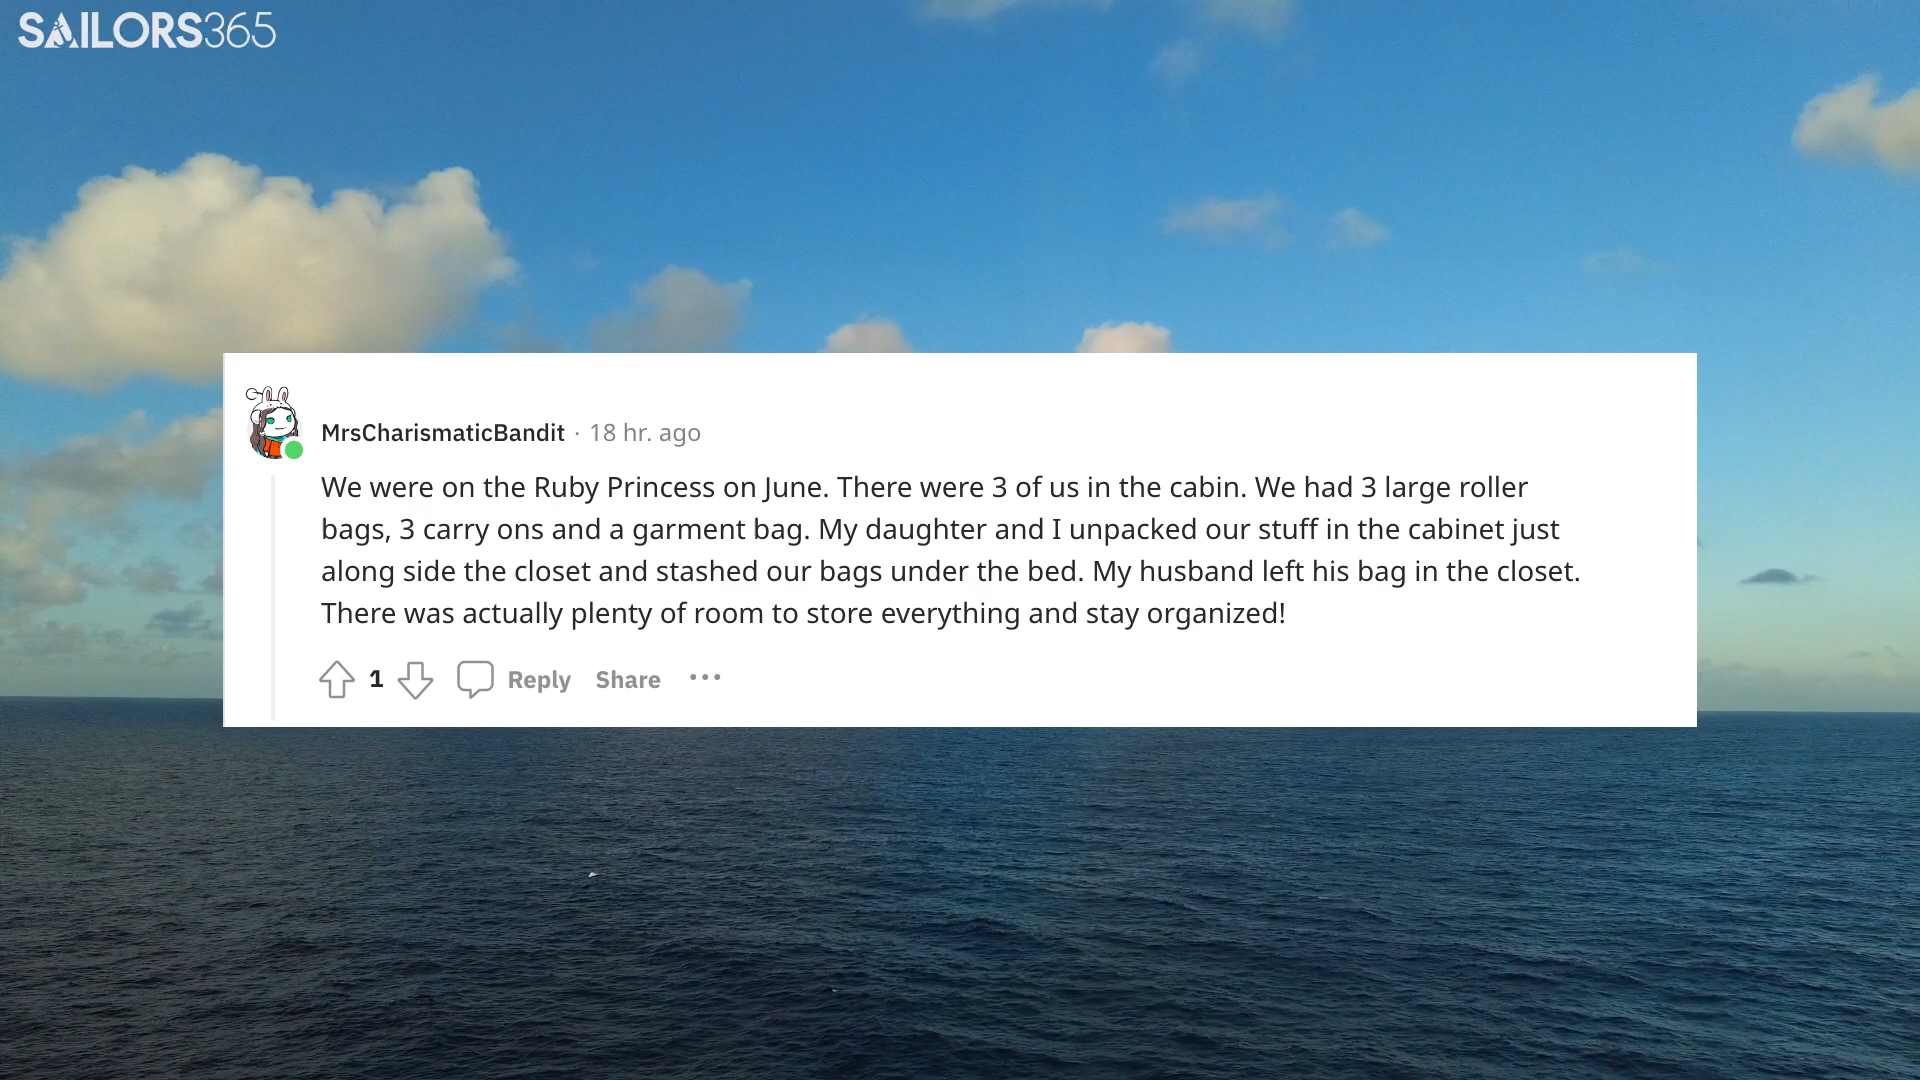 SAILORS365
MrsCharismaticBandit · 18 hr. ago
We were on the Ruby Princess on June. There were 3 of us in the cabin. We had 3 large roller
bags, 3 carry ons and a garment bag. My daughter and I unpacked our stuff in the cabinet just
along side the closet and stashed our bags under the bed. My husband left his bag in the closet.
There was actually plenty of room to store everything and stay organized!
1 Reply Share ···